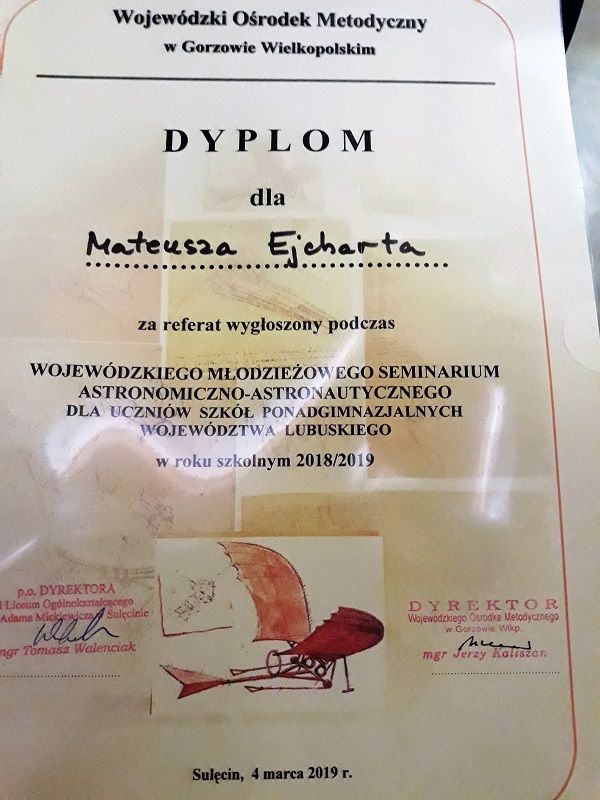 Wojewódzki Ośrodek Metodyczny
w Gorzowie Wielkopolskim
DYPLOM
dla
Mateusza Ejcharta
za referat wygłoszony podczas
WOJEWÓDZKIEGO MŁODZIEŻOWEGO SEMINARIUM
ASTRONOMICZNO-ASTRONAUTYCZNEGO
DLA UCZNIÓW SZKÓŁ PONADGIMNAZJALNYCH
WOJEWÓDZTWA LUBUSKIEGO
w roku szkolnym 2018/2019
p.o. DYREKTORA
I Liceum Ogólnokształcącego
Adama Mickiewicza Sulęcinie
mgr Tomasz Walenciak
DYREKTOR
Wojewódzkiego Ośrodka Metodycznego
w Gorzowie Wlkp.
mgr Jerzy Kaliszan
Sulęcin, 4 marca 2019 r.